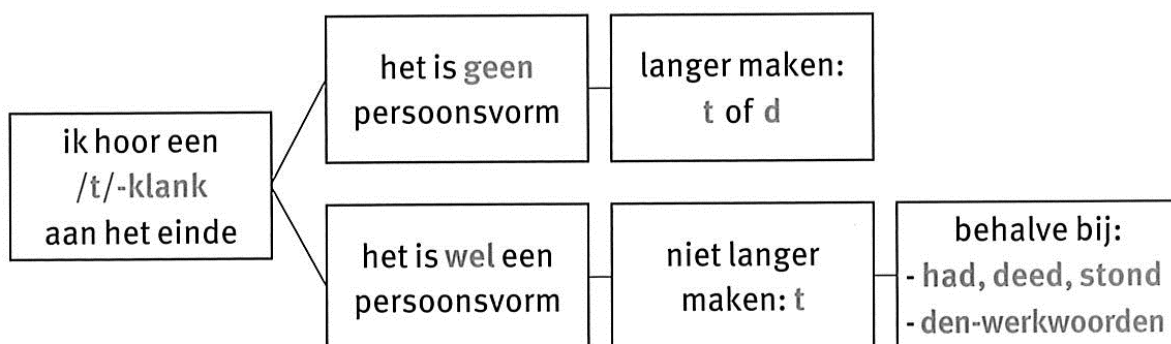 ik hoor een
/t/-klank
aan het einde
het is geen
persoonsvorm
langer maken:
t of d
het is wel een
persoonsvorm
niet langer
maken: t
behalve bij:
- had, deed, stond
- den-werkwoorden